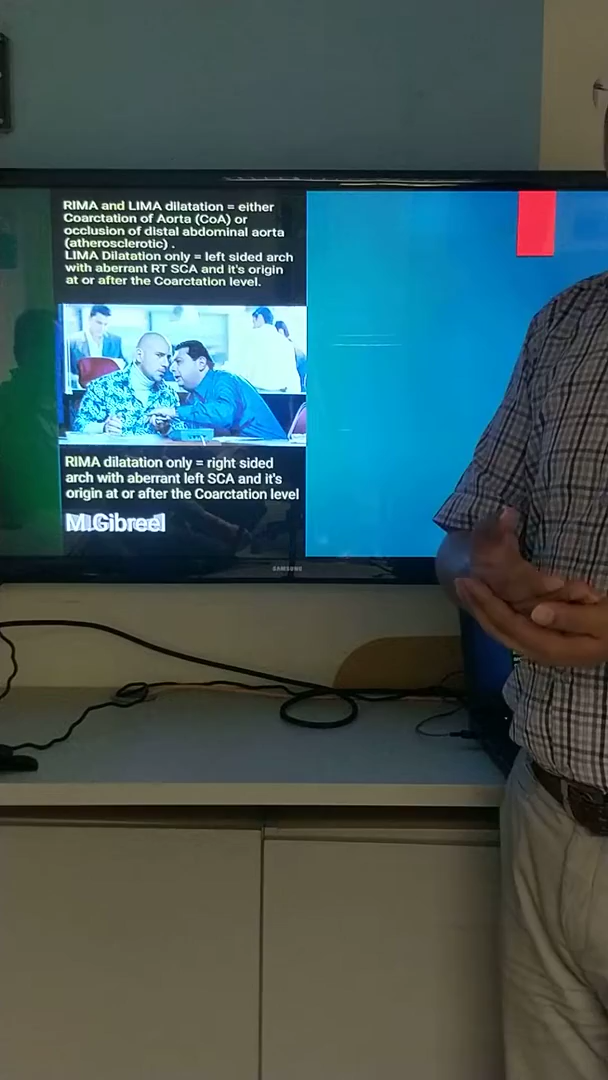 RIMA and LIMA dilatation = either
Coarctation of Aorta (CoA) or
occlusion of distal abdominal aorta
(atherosclerotic) .
LIMA Dilatation only = left sided arch
with aberrant RT SCA and it's origin
at or after the Coarctation level.
RIMA dilatation only = right sided
arch with aberrant left SCA and it's
origin at or after the Coarctation level
M.Gibreel
SAMSUNG